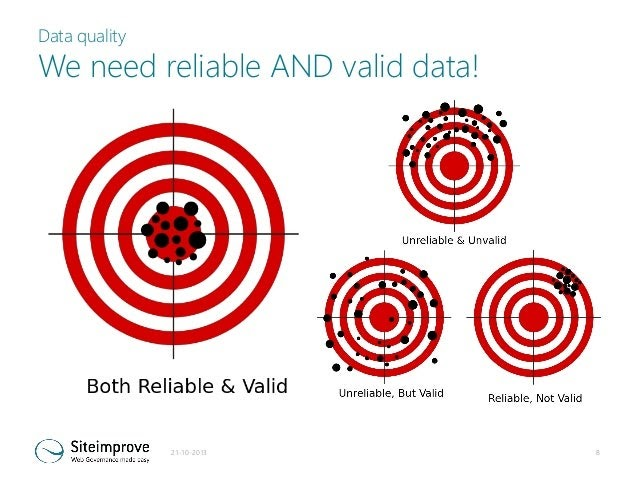 Data quality
We need reliable AND valid data!
Unreliable & Unvalid
Both Reliable & Valid
Unreliable, But Valid
Reliable, Not Valid
Siteimprove
Web Governance made easy
21-10-2013
8